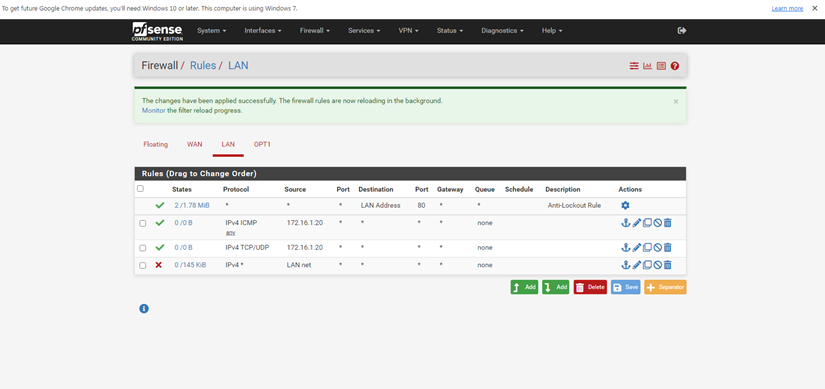 To get future Google Chrome updates, you'll need Windows 10 or later. This computer is using Windows 7. Learn more
pfsense COMMUNITY EDITION System Interfaces Firewall Services VPN Status Diagnostics Help
Firewall / Rules / LAN
The changes have been applied successfully. The firewall rules are now reloading in the background.
Monitor the filter reload progress.
Floating WAN LAN OPT1
Rules (Drag to Change Order)
States Protocol Source Port Destination Port Gateway Queue Schedule Description Actions
2 /1.78 MiB * * * LAN Address 80 * * Anti-Lockout Rule
0 /0 B IPv4 ICMP 172.16.1.20 * * * * none
any
0 /0 B IPv4 TCP/UDP 172.16.1.20 * * * * none
0 /145 KiB IPv4 * LAN net * * * * none
Add Add Delete Save Separator